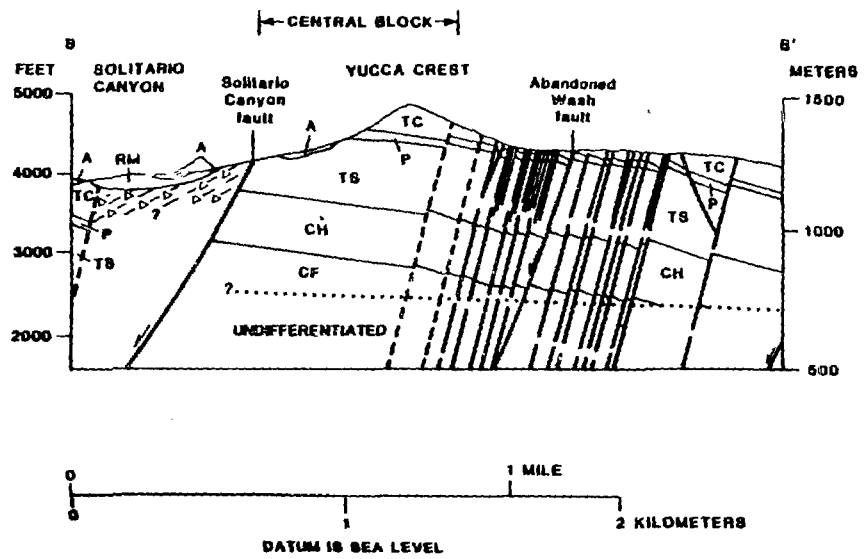 CENTRAL BLOCK
B
B'
FEET
SOLITARIO
CANYON
Solitario
Canyon
fault
YUCCA CREST
Abandoned
Wash
fault
METERS
5000
4000
3000
2000
1500
1000
500
A
RM
A
A
TC
TC
TC
P
P
P
TS
TS
TS
CH
CH
CF
?
?
UNDIFFERENTIATED
0
1 MILE
0
1
2 KILOMETERS
DATUM IS SEA LEVEL